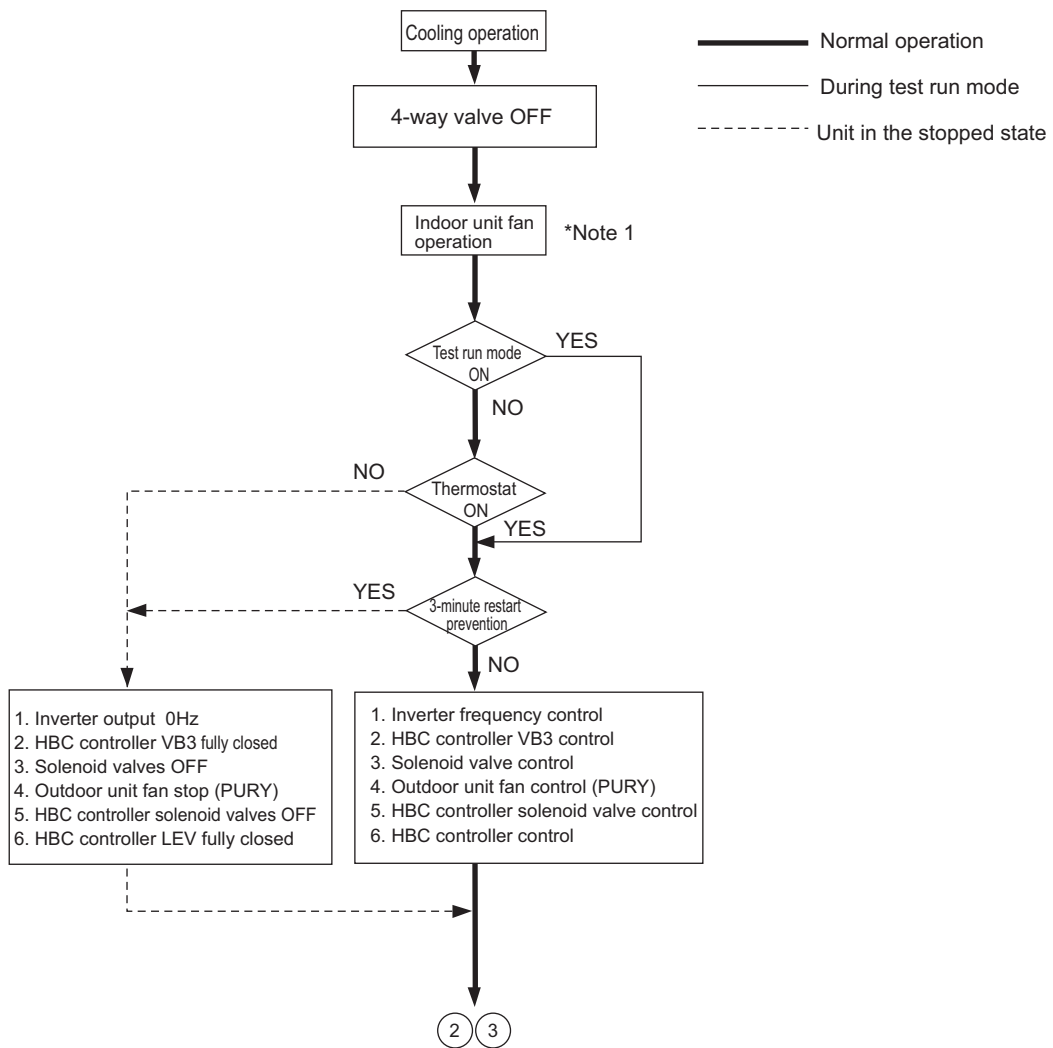 Cooling operation
Normal operation
During test run mode
Unit in the stopped state
4-way valve OFF
Indoor unit fan
operation
*Note 1
Test run mode
ON
YES
NO
NO
Thermostat
ON
YES
YES
3-minute restart
prevention
NO
1. Inverter output 0Hz
2. HBC controller VB3 fully closed
3. Solenoid valves OFF
4. Outdoor unit fan stop (PURY)
5. HBC controller solenoid valves OFF
6. HBC controller LEV fully closed
1. Inverter frequency control
2. HBC controller VB3 control
3. Solenoid valve control
4. Outdoor unit fan control (PURY)
5. HBC controller solenoid valve control
6. HBC controller control
2 3